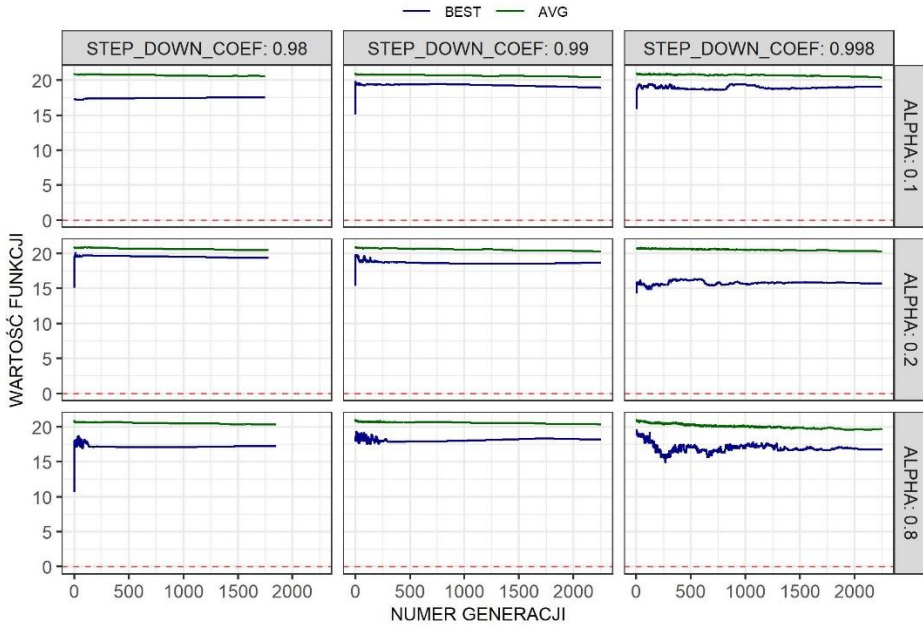 BEST AVG
STEP_DOWN_COEF: 0.98 STEP_DOWN_COEF: 0.99 STEP_DOWN_COEF: 0.998
WARTOŚĆ FUNKCJI
20
15
10
5
0
ALPHA: 0.1
20
15
10
5
0
ALPHA: 0.2
20
15
10
5
0
ALPHA: 0.8
0 500 1000 1500 2000 0 500 1000 1500 2000 0 500 1000 1500 2000
NUMER GENERACJI